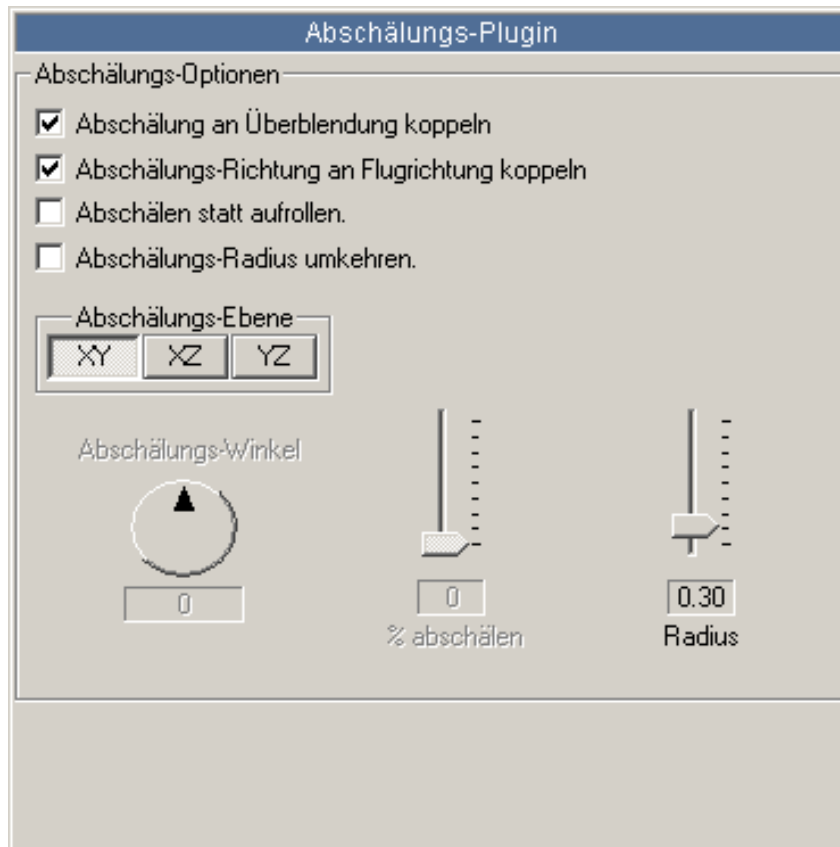 Abschälungs-Plugin
Abschälungs-Optionen
Abschälung an Überblendung koppeln
Abschälungs-Richtung an Flugrichtung koppeln
Abschälen statt aufrollen.
Abschälungs-Radius umkehren.
Abschälungs-Ebene
XY XZ YZ
Abschälungs-Winkel
0 0 0.30
% abschälen Radius